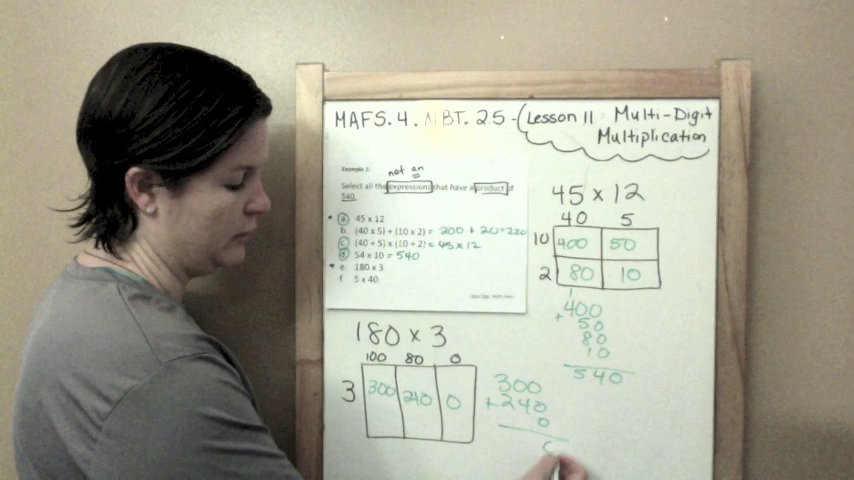 MAFS.4.NBT.2.5 - Lesson 11: Multi-Digit
Multiplication
Example 3:
not an
Select all the expressions that have a product of
540.
a. 45 x 12
b. (40 x 5) + (10 x 2) = 200 + 20 = 220
c. (40 + 5) x (10 + 2) = 45 x 12
d. 54 x 10 = 540
e. 180 x 3
f. 5 x 40
45 x 12
40 5
10 400 50
2 80 10
1
400
+ 50
80
10
540
180 x 3
100 80 0
3 300 240 0
300
+240
0